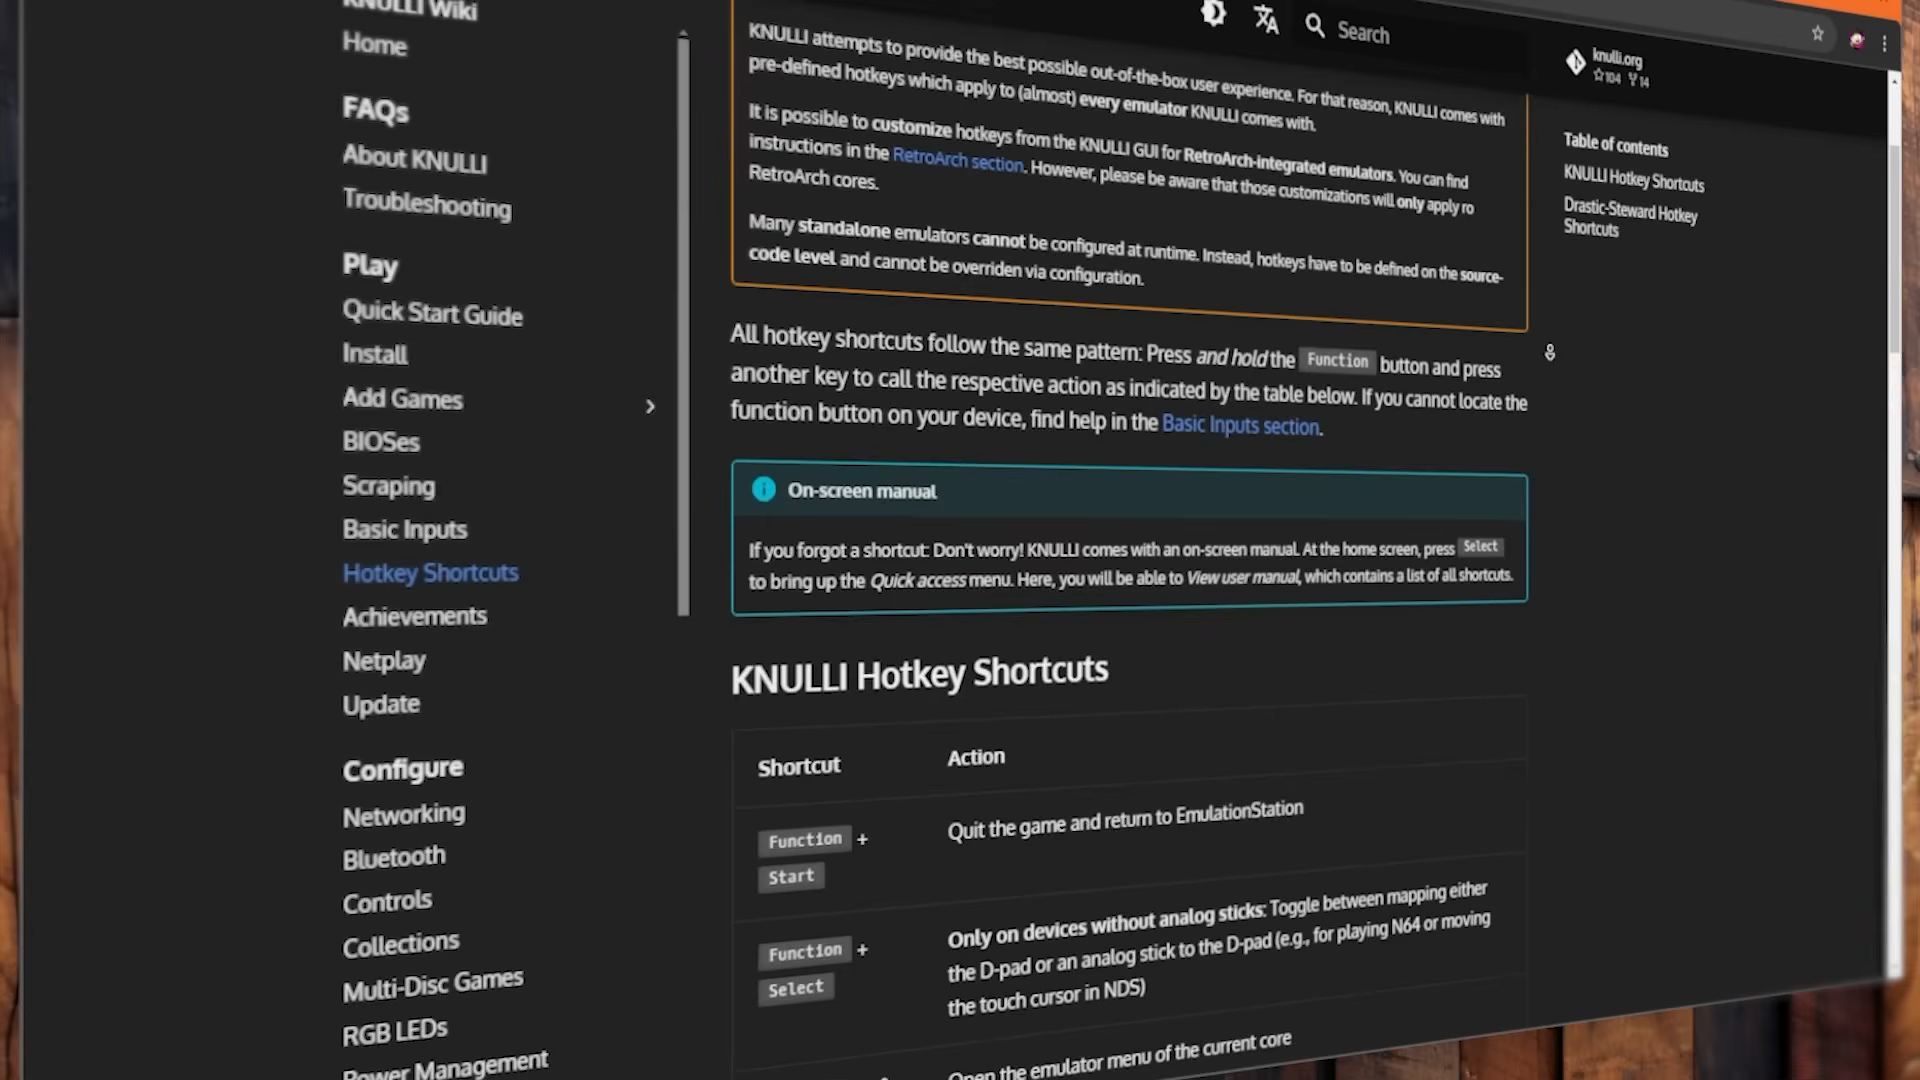 KNULLI Wiki
Home
FAQs
About KNULLI
Troubleshooting
Play
Quick Start Guide
Install
Add Games
BIOSes
Scraping
Basic Inputs
Hotkey Shortcuts
Achievements
Netplay
Update
Configure
Networking
Bluetooth
Controls
Collections
Multi-Disc Games
RGB LEDs
Power Management
Search
knulli.org
104 14
KNULLI attempts to provide the best possible out-of-the-box user experience. For that reason, KNULLI comes with
pre-defined hotkeys which apply to (almost) every emulator KNULLI comes with.
It is possible to customize hotkeys from the KNULLI GUI for RetroArch-integrated emulators. You can find
instructions in the RetroArch section. However, please be aware that those customizations will only apply ro
RetroArch cores.
Many standalone emulators cannot be configured at runtime. Instead, hotkeys have to be defined on the source-
code level and cannot be overriden via configuration.
All hotkey shortcuts follow the same pattern: Press and hold the Function button and press
another key to call the respective action as indicated by the table below. If you cannot locate the
function button on your device, find help in the Basic Inputs section.
On-screen manual
If you forgot a shortcut: Don't worry! KNULLI comes with an on-screen manual. At the home screen, press Select
to bring up the Quick access menu. Here, you will be able to View user manual, which contains a list of all shortcuts.
KNULLI Hotkey Shortcuts
Shortcut Action
Function + Quit the game and return to EmulationStation
Start
Function + Only on devices without analog sticks: Toggle between mapping either
Select the D-pad or an analog stick to the D-pad (e.g., for playing N64 or moving
the touch cursor in NDS)
Open the emulator menu of the current core
Table of contents
KNULLI Hotkey Shortcuts
Drastic-Steward Hotkey
Shortcuts